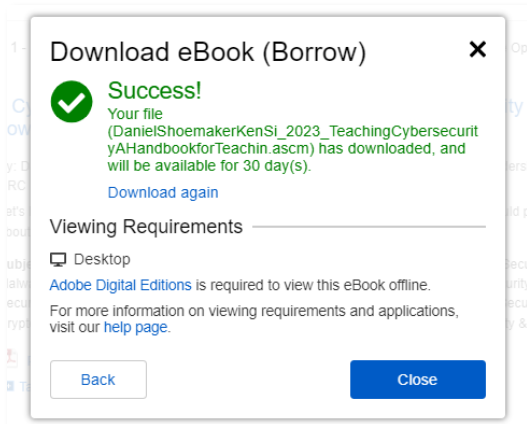 Download eBook (Borrow)
Success!
Your file
(DanielShoemakerKenSi_2023_TeachingCybersecurit
yAHandbookforTeachin.ascm) has downloaded, and
will be available for 30 day(s).
Download again
Viewing Requirements
Desktop
Adobe Digital Editions is required to view this eBook offline.
For more information on viewing requirements and applications,
visit our help page.
Back
Close